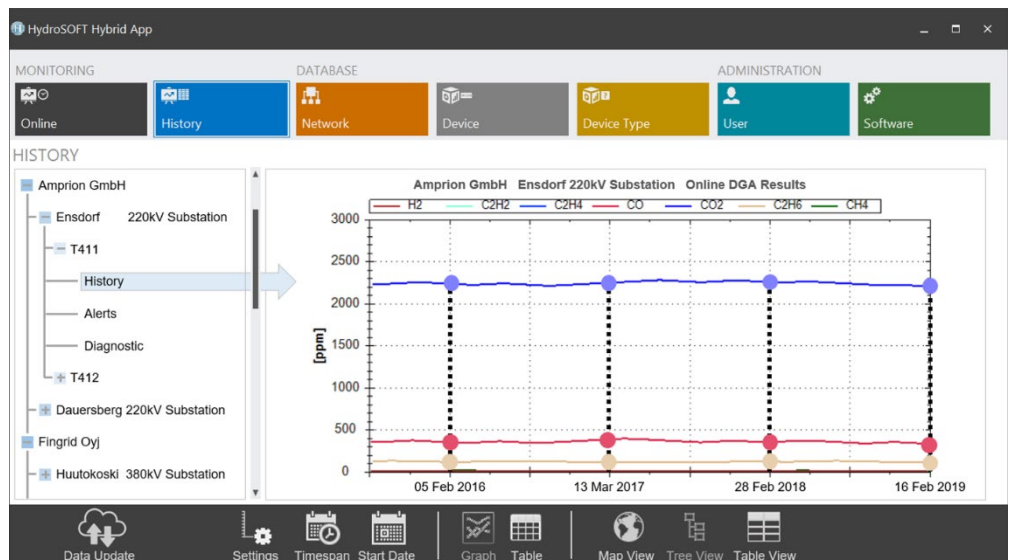 HydroSOFT Hybrid App
MONITORING DATABASE ADMINISTRATION
Online History Network Device Device Type User Software
HISTORY
Amprion GmbH
Ensdorf 220kV Substation
T411
History
Alerts
Diagnostic
T412
Dauersberg 220kV Substation
Fingrid Oyj
Huutokoski 380kV Substation
Amprion GmbH Ensdorf 220kV Substation Online DGA Results
H2 C2H2 C2H4 CO CO2 C2H6 CH4
3000
2500
2000
1500
1000
500
0
[ppm]
05 Feb 2016 13 Mar 2017 28 Feb 2018 16 Feb 2019
Data Update Settings Timespan Start Date Graph Table Map View Tree View Table View